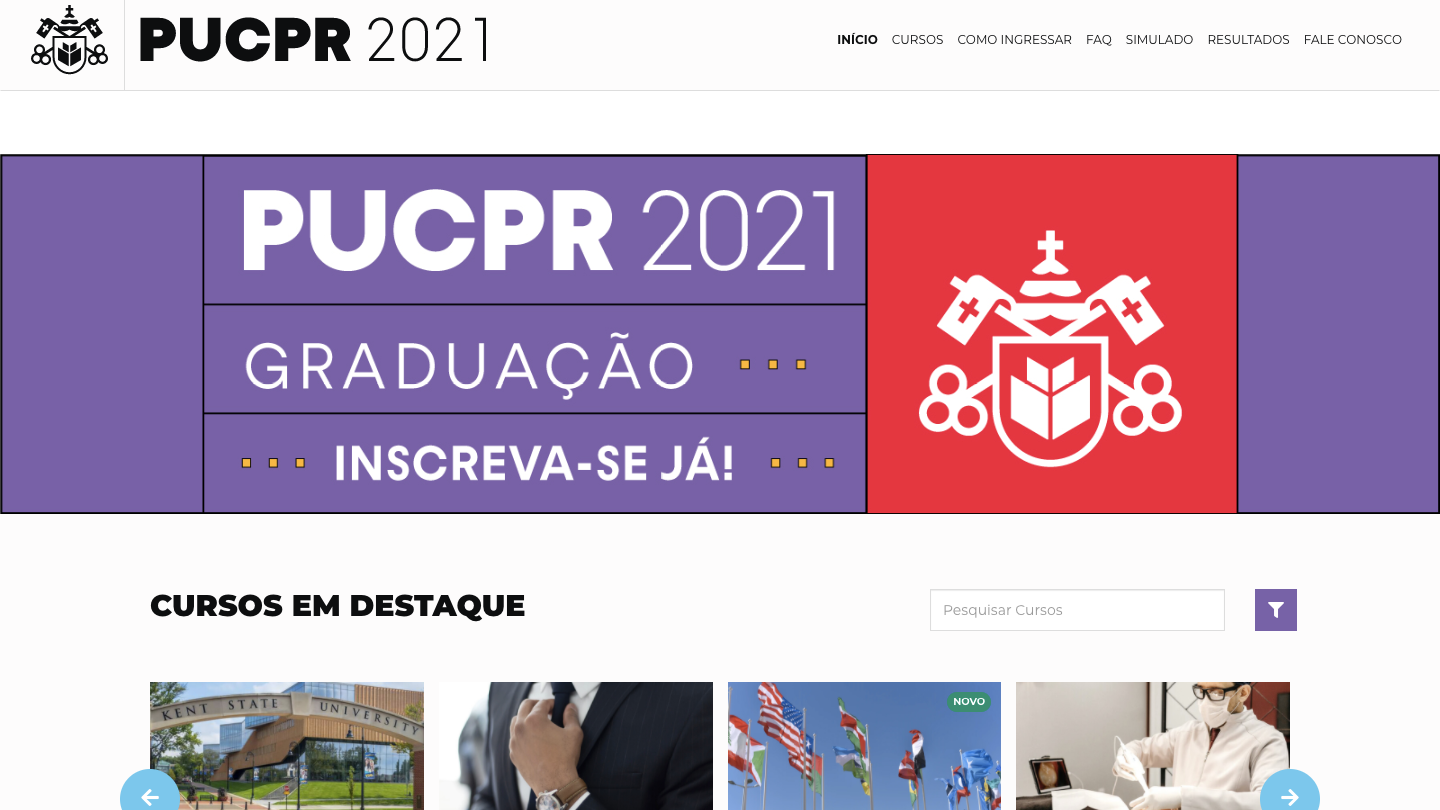 PUCPR 2021
INÍCIO CURSOS COMO INGRESSAR FAQ SIMULADO RESULTADOS FALE CONOSCO
PUCPR 2021
GRADUAÇÃO
INSCREVA-SE JÁ!
CURSOS EM DESTAQUE
Pesquisar Cursos
KENT STATE UNIVERSITY
NOVO